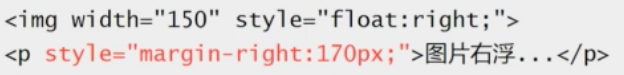 <img width="150" style="float:right;">
<p style="margin-right:170px;">图片右浮...</p>